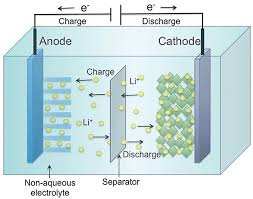 e⁻
e⁻
Charge
Discharge
Anode
Cathode
Charge
Li⁺
Li⁺
Discharge
Non-aqueous
electrolyte
Separator